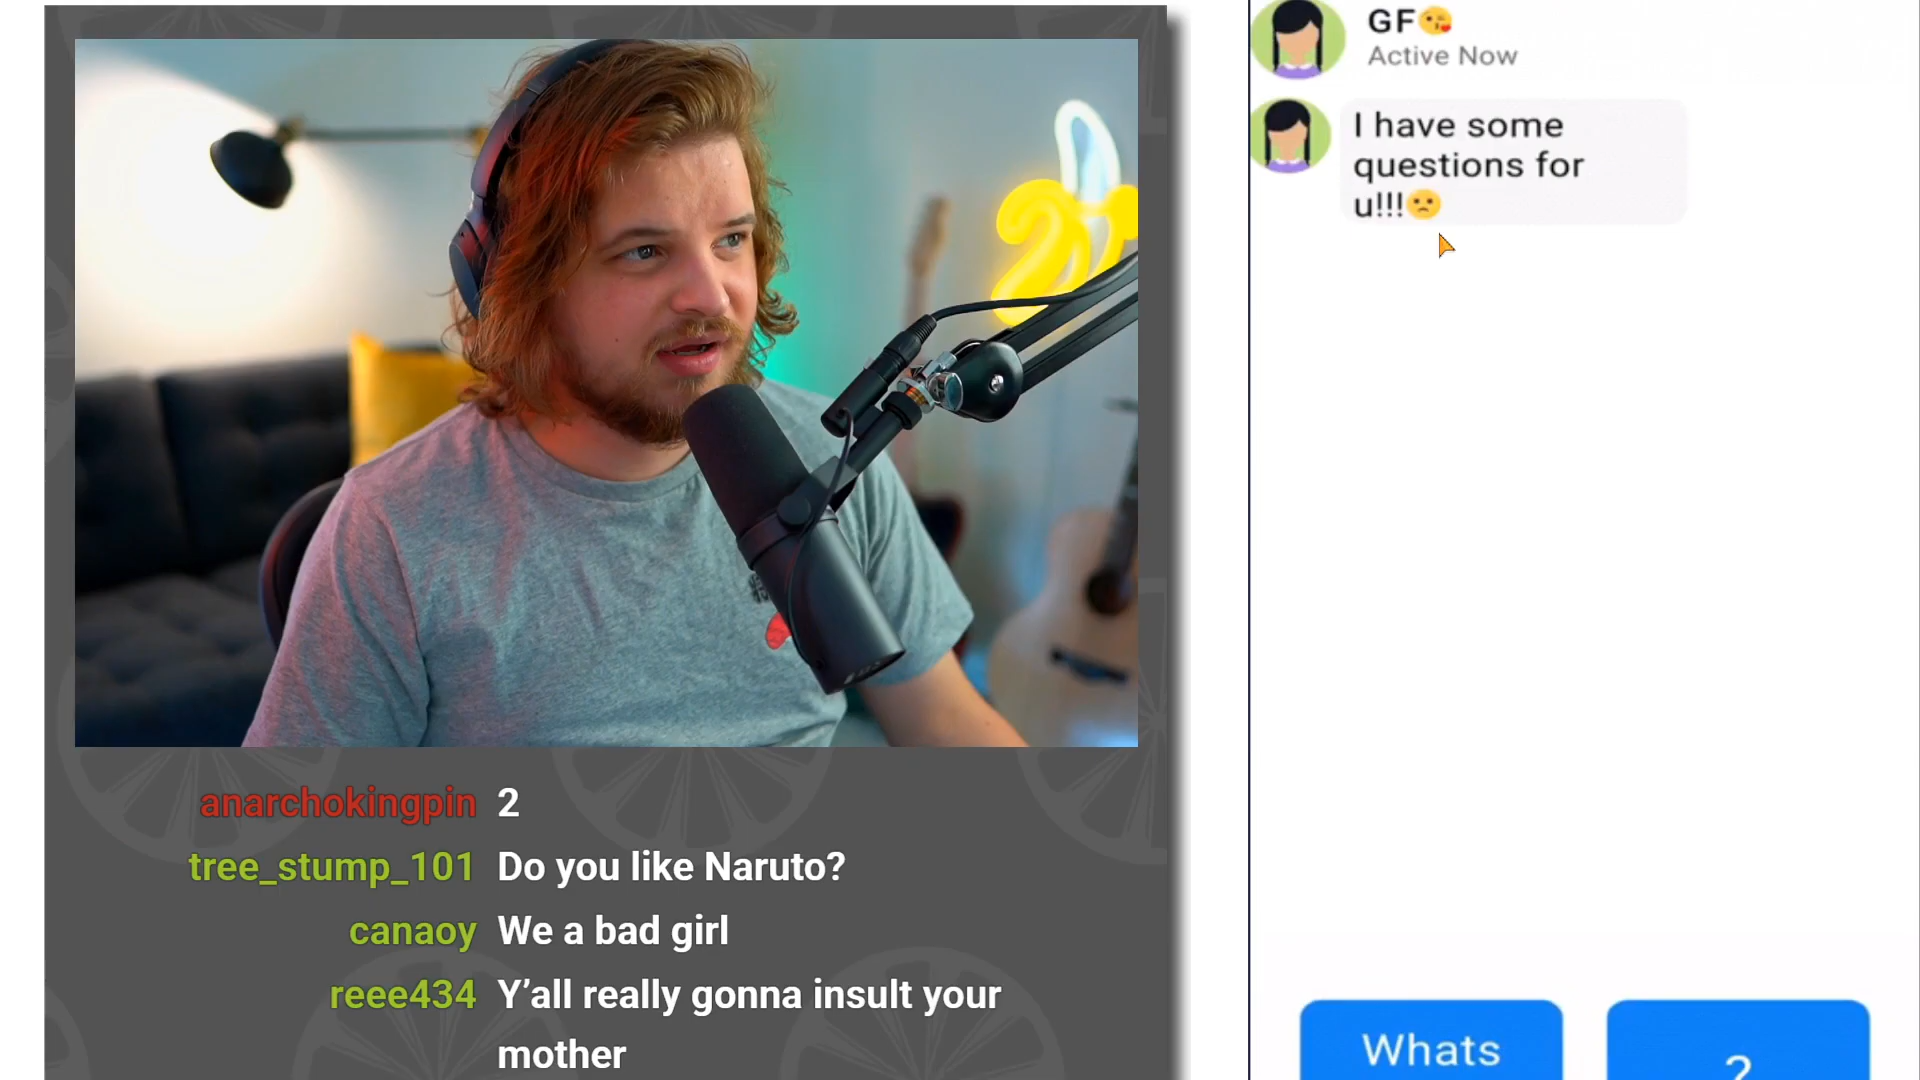 GF😘
Active Now
I have some
questions for
u!!!🙁
anarchokingpin 2
tree_stump_101 Do you like Naruto?
canaoy We a bad girl
reee434 Y'all really gonna insult your
mother
Whats
?